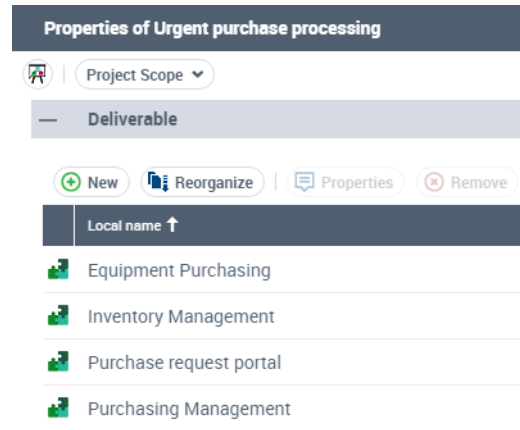 Properties of Urgent purchase processing
Project Scope
Deliverable
New Reorganize Properties Remove
Local name
Equipment Purchasing
Inventory Management
Purchase request portal
Purchasing Management